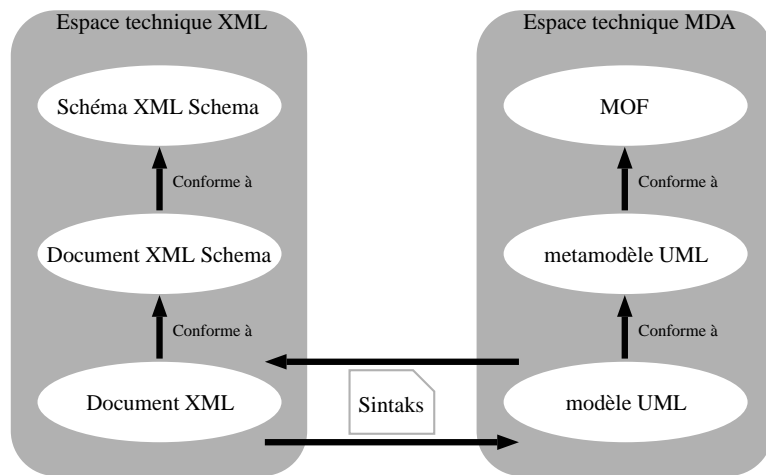 Espace technique XML
Schéma XML Schema
Conforme à
Document XML Schema
Conforme à
Document XML
Sintaks
Espace technique MDA
MOF
Conforme à
metamodèle UML
Conforme à
modèle UML